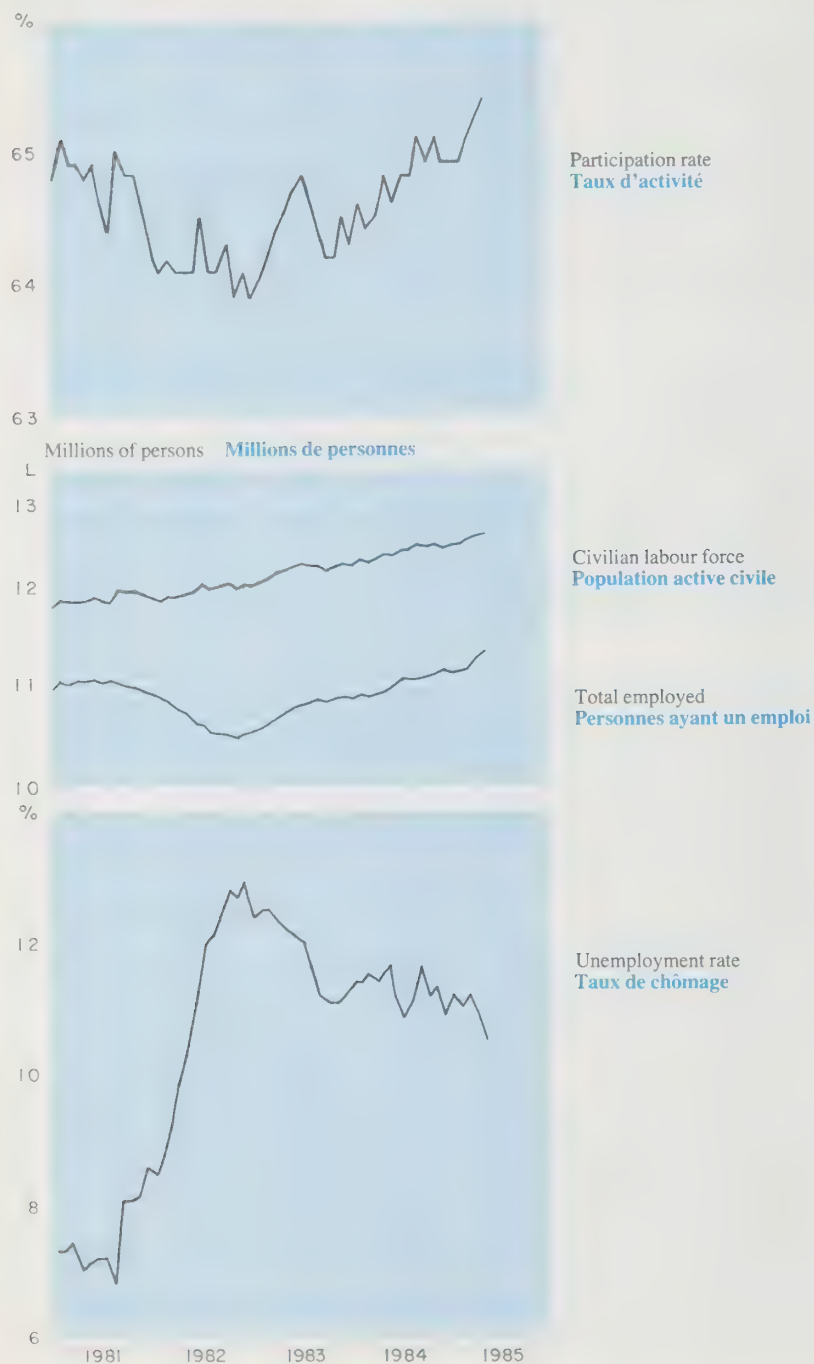 %
65
Participation rate
Taux d'activité
64
63
Millions of persons Millions de personnes
L
13
Civilian labour force
12
Population active civile
11
Total employed
Personnes ayant un emploi
10
%
12
Unemployment rate
Taux de chômage
10
8
6
1981 1982 1983 1984 1985